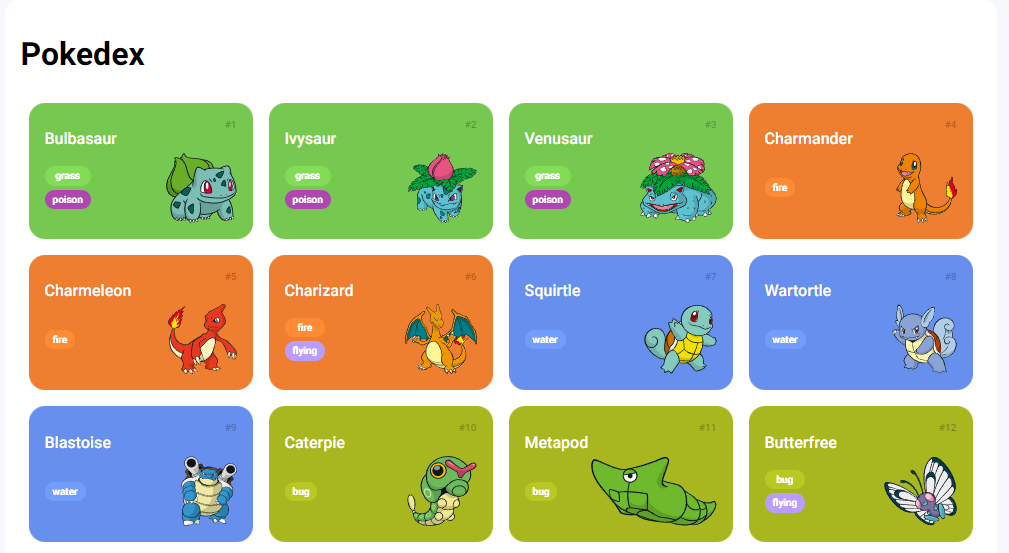 Pokedex
#1
Bulbasaur
grass
poison
#2
Ivysaur
grass
poison
#3
Venusaur
grass
poison
#4
Charmander
fire
#5
Charmeleon
fire
#6
Charizard
fire
flying
#7
Squirtle
water
#8
Wartortle
water
#9
Blastoise
water
#10
Caterpie
bug
#11
Metapod
bug
#12
Butterfree
bug
flying